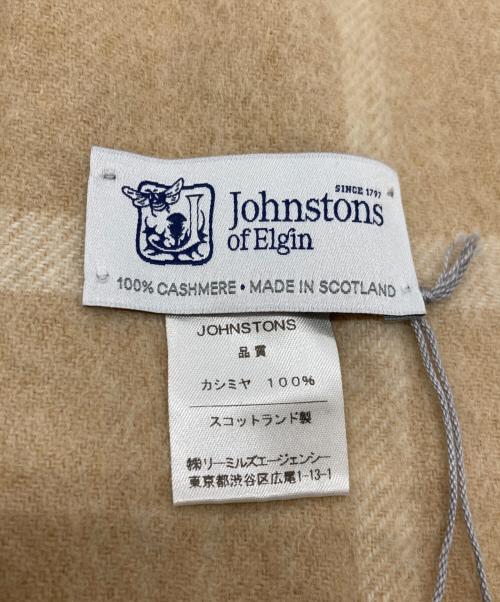 SINCE 1797
Johnstons
of Elgin
100% CASHMERE • MADE IN SCOTLAND
JOHNSTONS
品質
カシミヤ 100%
スコットランド製
㈱リーミルズエージェンシー
東京都渋谷区広尾1-13-1